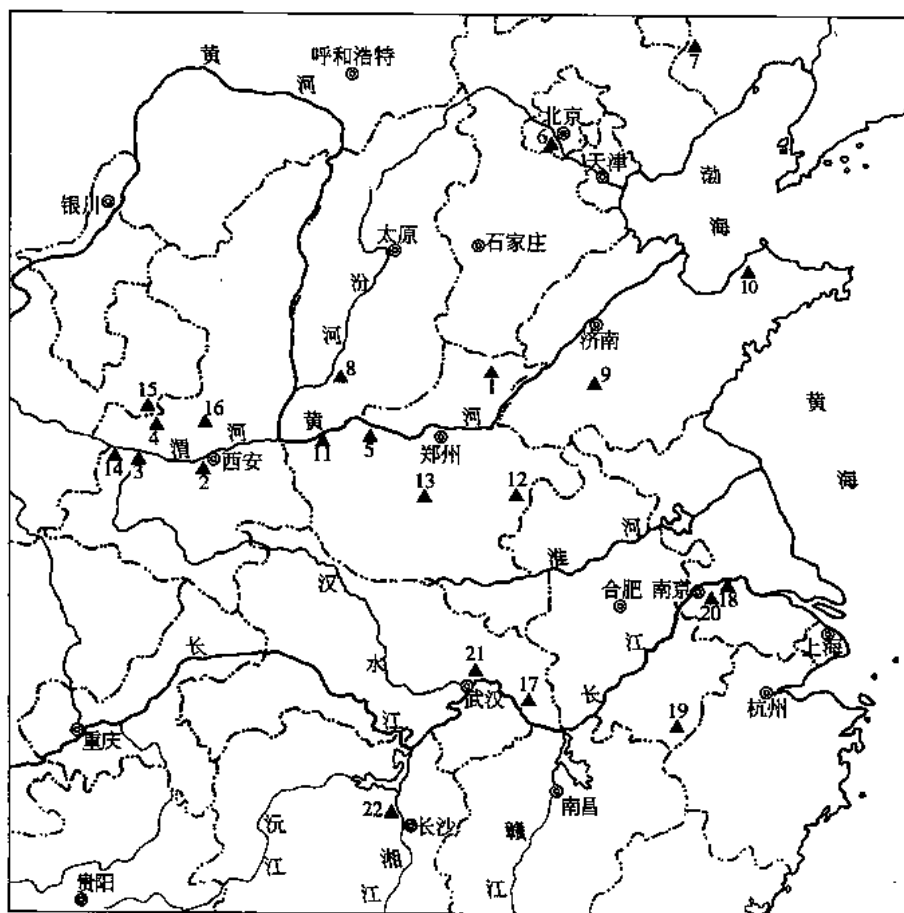 黄
河
呼和浩特
7
北京
6
天津
渤
海
银川
太原
石家庄
汾
河
10
济南
9
8
1
15
4
16
黄
河
渭
河
14
3
西安
2
11
5
郑州
黄
海
13
12
淮
河
汉
水
合肥
南京
18
20
上海
长
江
21
武汉
17
长
江
19
杭州
重庆
南昌
22
长沙
沅
江
湘
江
赣
江
贵阳